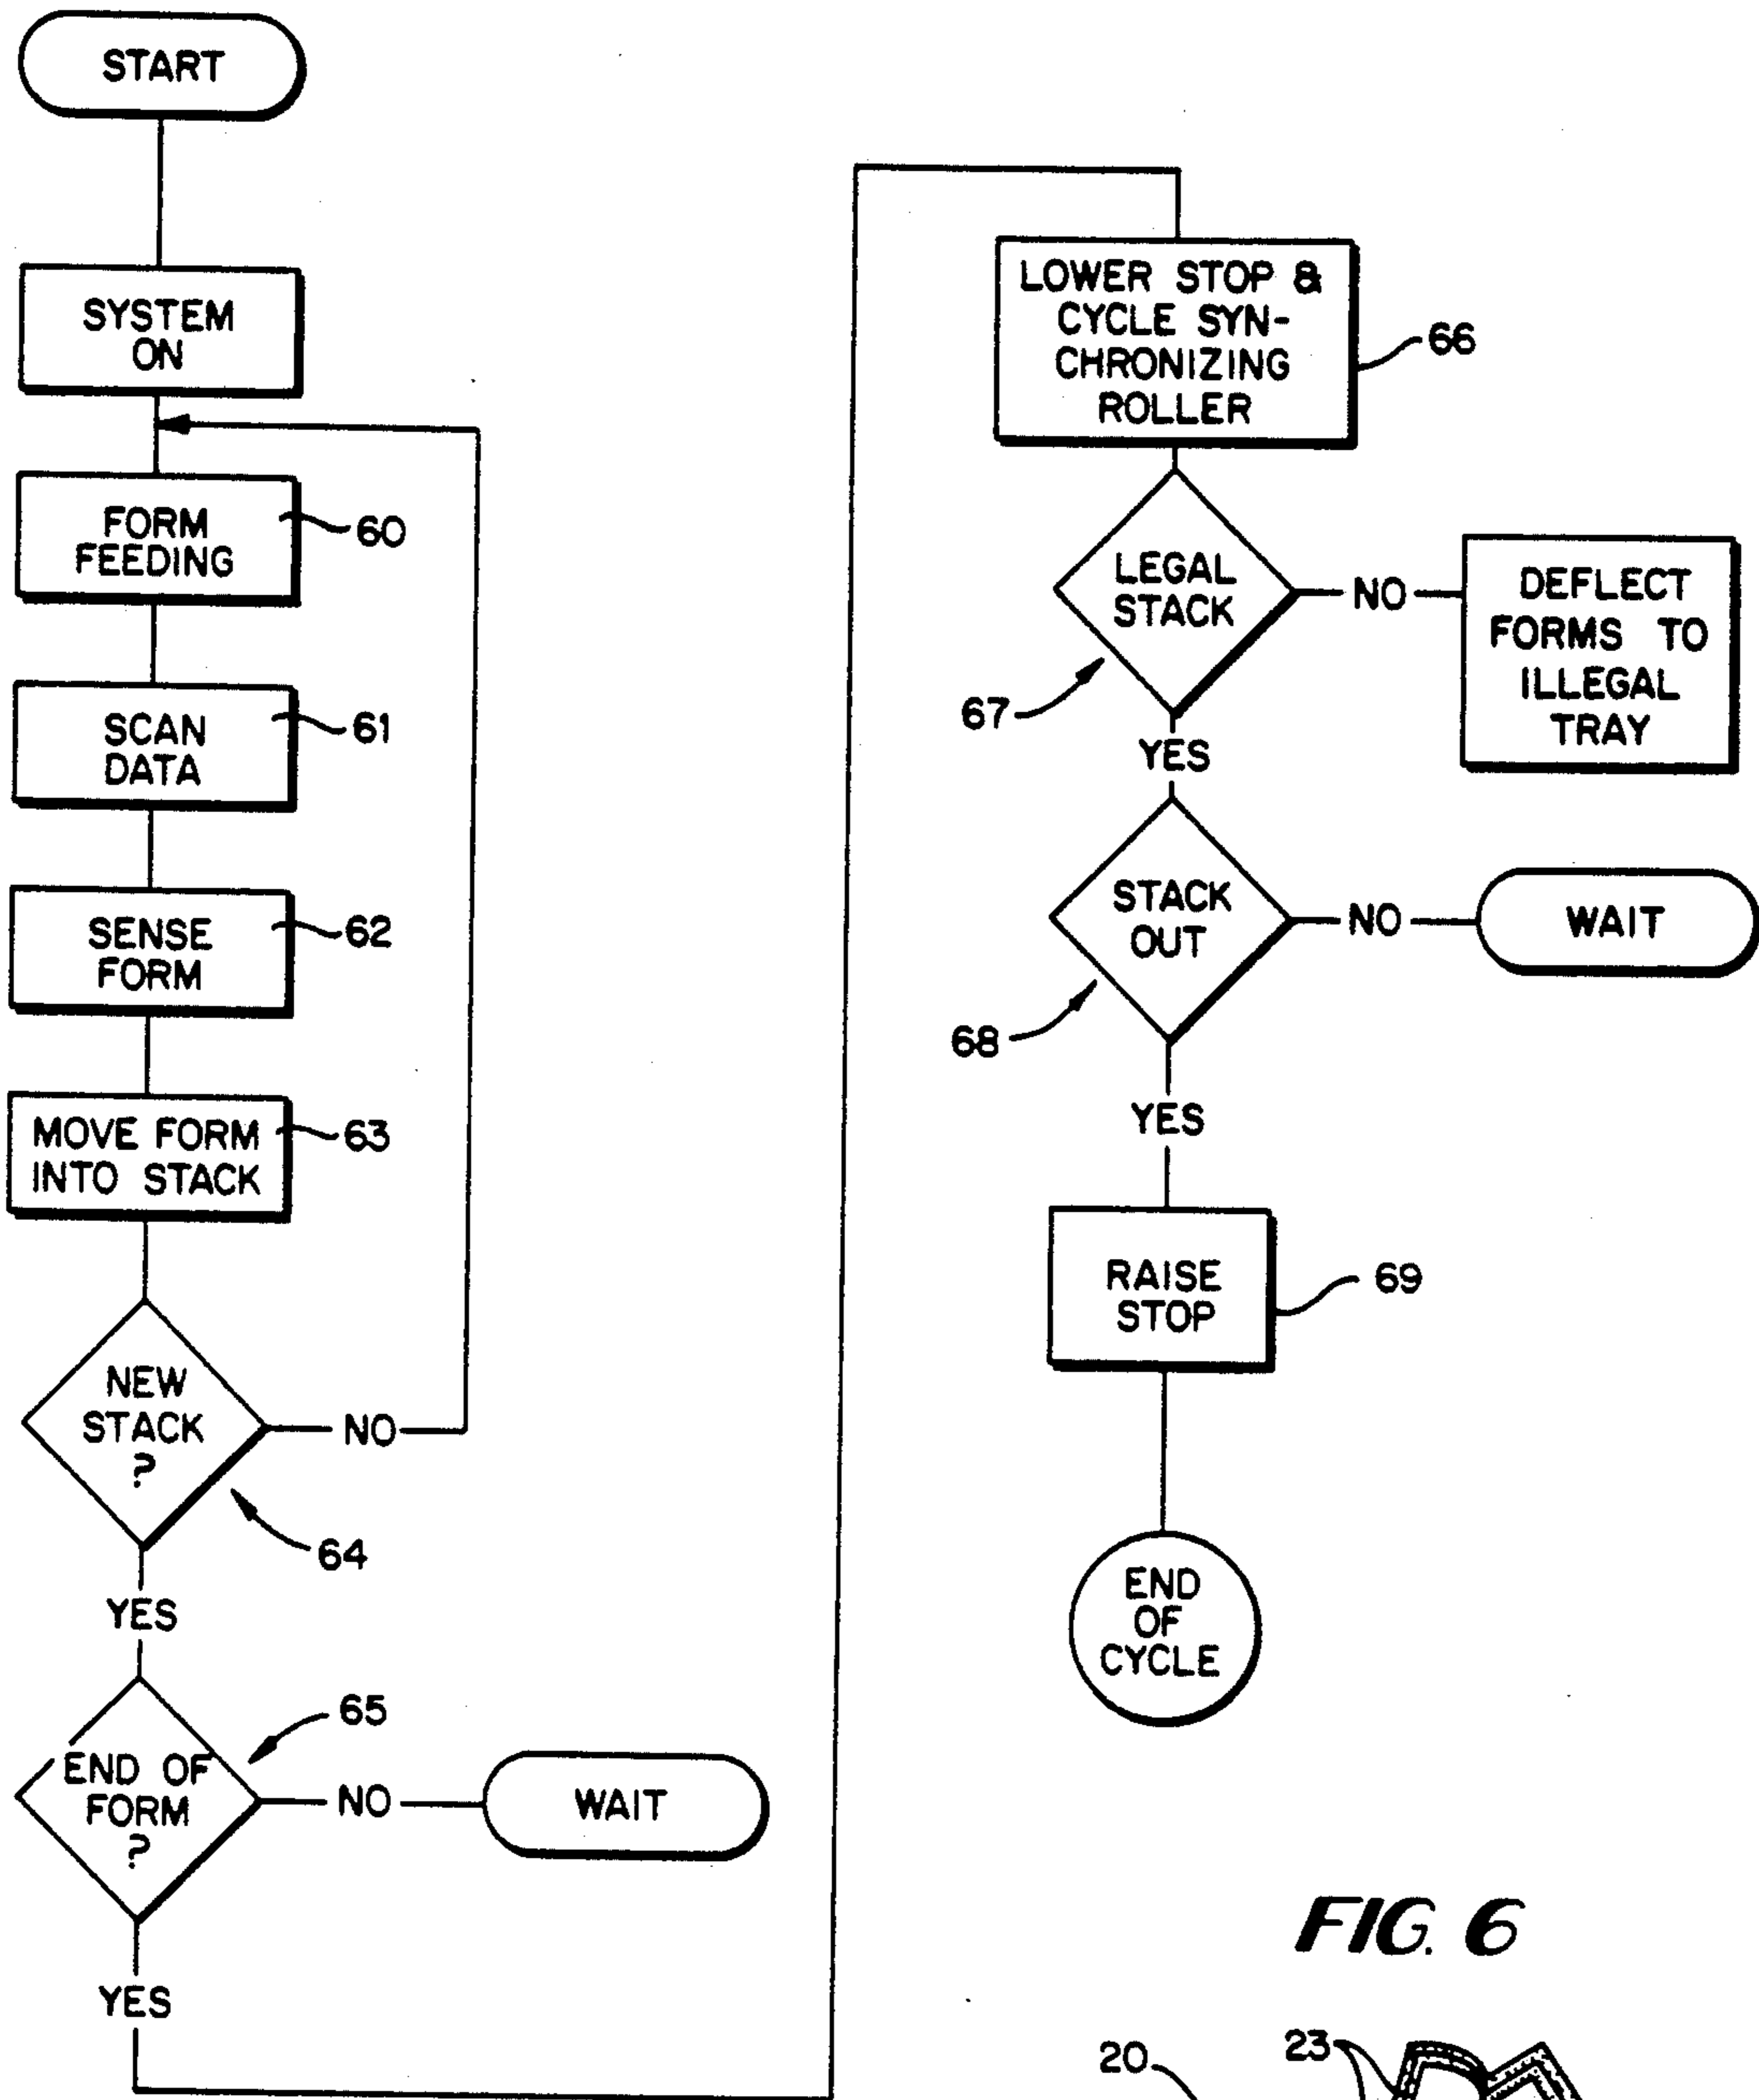 START
SYSTEM
ON
FORM
FEEDING
60
SCAN
DATA
61
SENSE
FORM
62
MOVE FORM
INTO STACK
63
NEW
STACK
?
NO
64
YES
END OF
FORM
?
65
NO
WAIT
YES
LOWER STOP &
CYCLE SYN-
CHRONIZING
ROLLER
66
LEGAL
STACK
NO
DEFLECT
FORMS TO
ILLEGAL
TRAY
67
YES
STACK
OUT
NO
WAIT
68
YES
RAISE
STOP
69
END
OF
CYCLE
FIG. 6
20
23